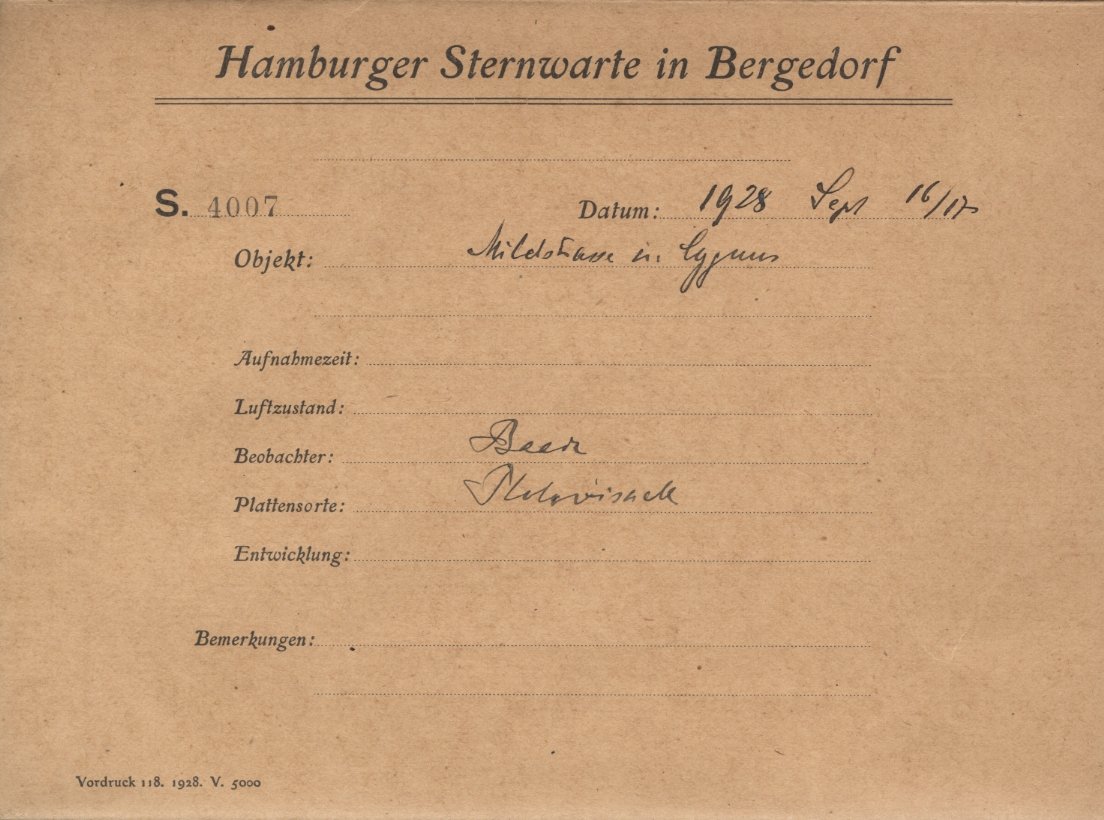 Hamburger Sternwarte in Bergedorf
S. 4007 Datum: 1928 Sept 16/17
Objekt: Milchstrasse in Cygnus
Aufnahmezeit:
Luftzustand:
Beobachter: Baade
Plattensorte:
Entwicklung:
Bemerkungen:
Vordruck 118. 1928. V. 5000